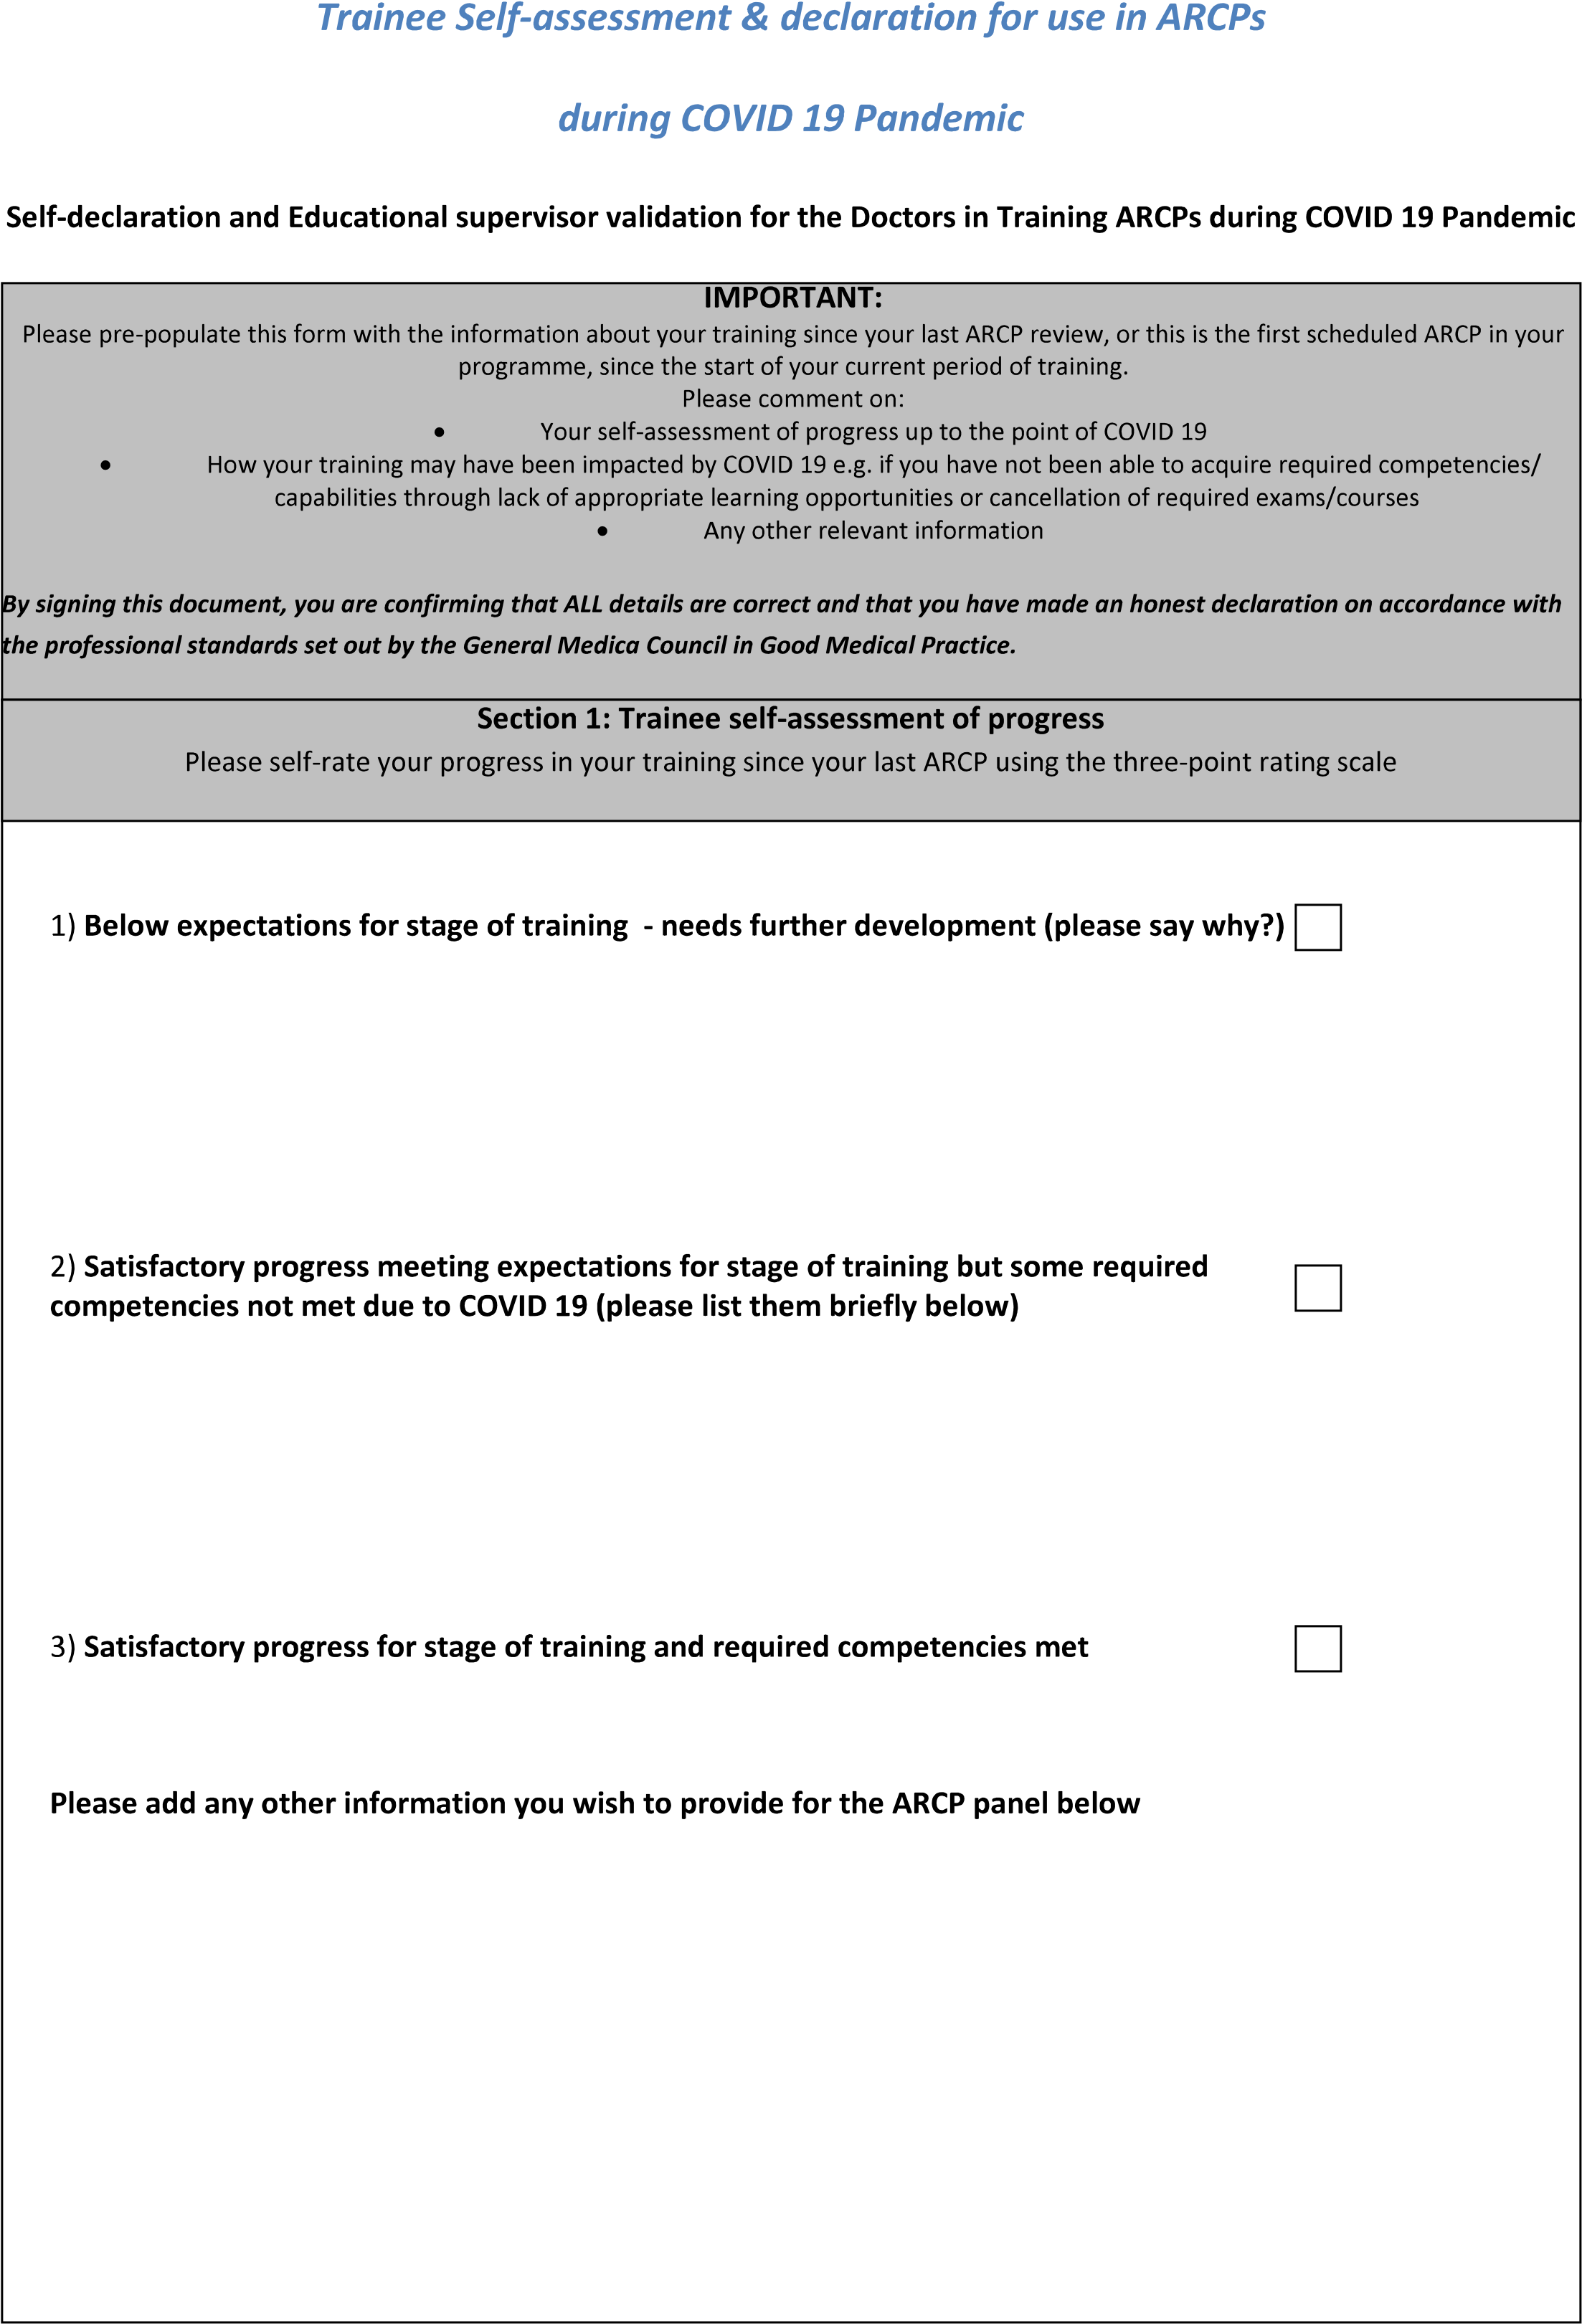 Trainee Self-assessment & declaration for use in ARCPs
during COVID 19 Pandemic
Self-declaration and Educational supervisor validation for the Doctors in Training ARCPs during COVID 19 Pandemic
IMPORTANT:
Please pre-populate this form with the information about your training since your last ARCP review, or this is the first scheduled ARCP in your
programme, since the start of your current period of training.
Please comment on:
• Your self-assessment of progress up to the point of COVID 19
• How your training may have been impacted by COVID 19 e.g. if you have not been able to acquire required competencies/
capabilities through lack of appropriate learning opportunities or cancellation of required exams/courses
• Any other relevant information
By signing this document, you are confirming that ALL details are correct and that you have made an honest declaration on accordance with
the professional standards set out by the General Medica Council in Good Medical Practice.
Section 1: Trainee self-assessment of progress
Please self-rate your progress in your training since your last ARCP using the three-point rating scale
1) Below expectations for stage of training - needs further development (please say why?)
2) Satisfactory progress meeting expectations for stage of training but some required
competencies not met due to COVID 19 (please list them briefly below)
3) Satisfactory progress for stage of training and required competencies met
Please add any other information you wish to provide for the ARCP panel below